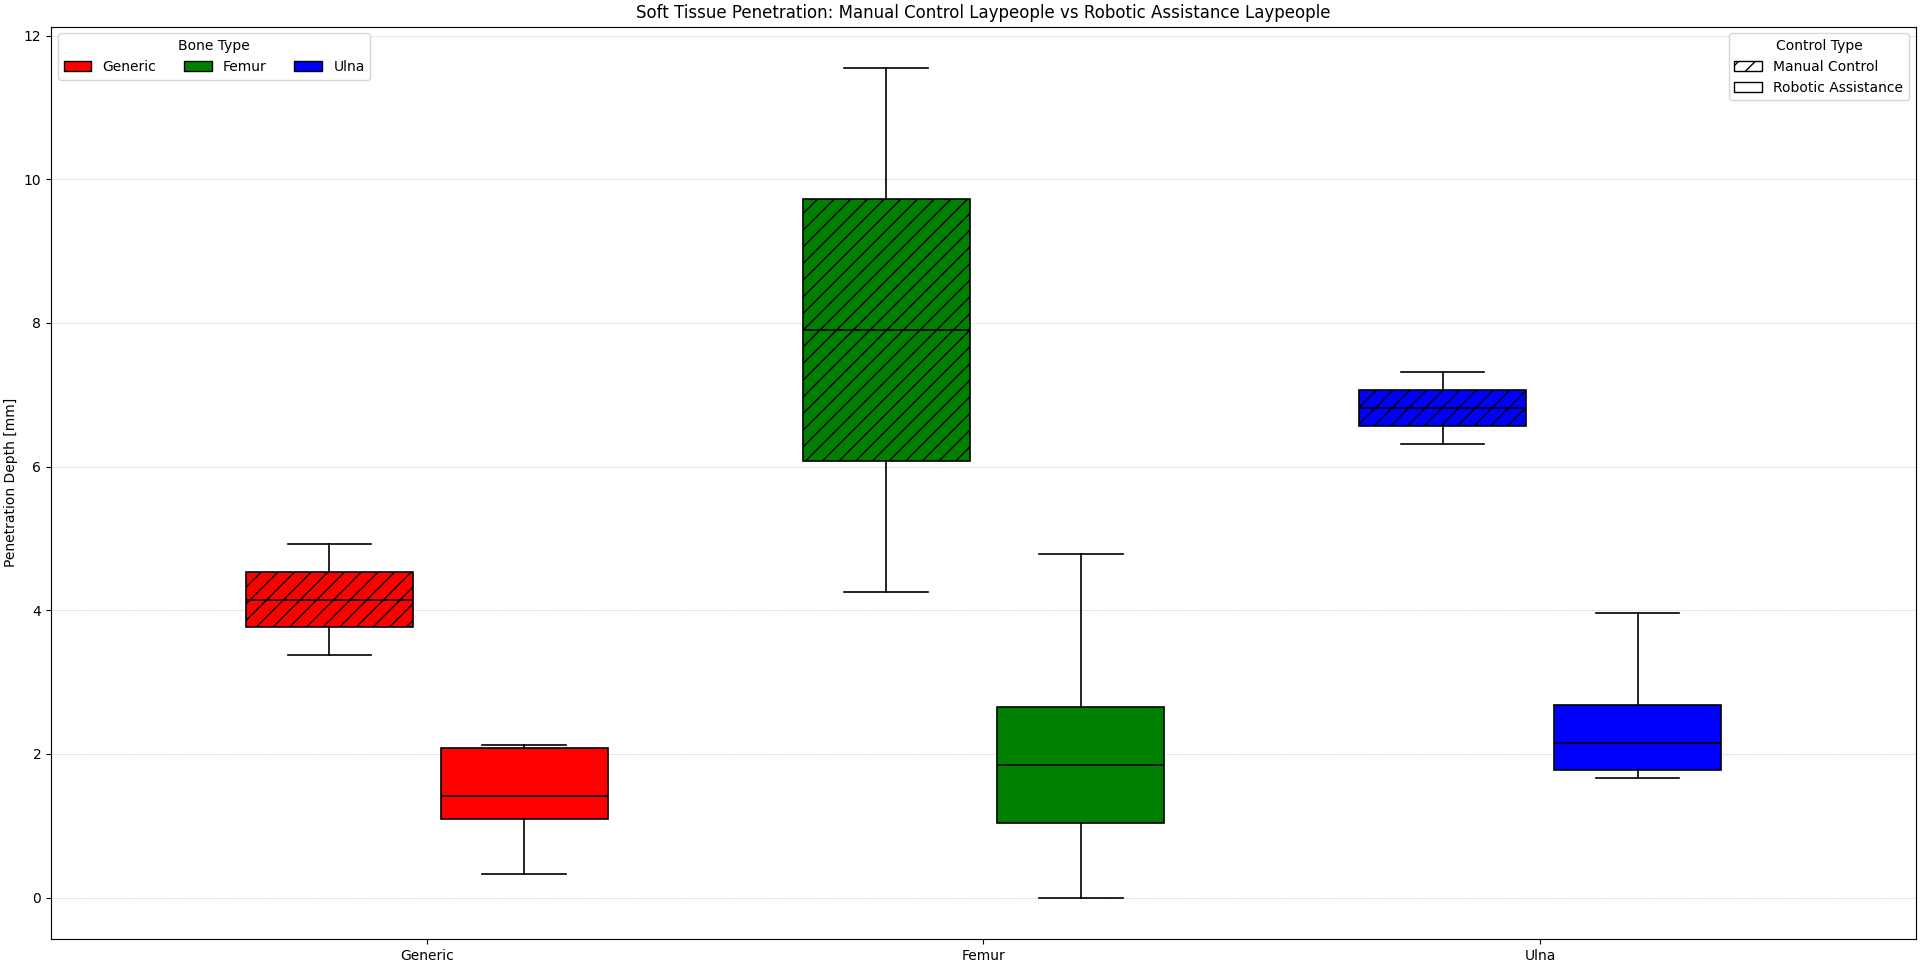 Soft Tissue Penetration: Manual Control Laypeople vs Robotic Assistance Laypeople
Bone Type
Generic Femur Ulna
Control Type
Manual Control
Robotic Assistance
Penetration Depth [mm]
12
10
8
6
4
2
0
Generic Femur Ulna